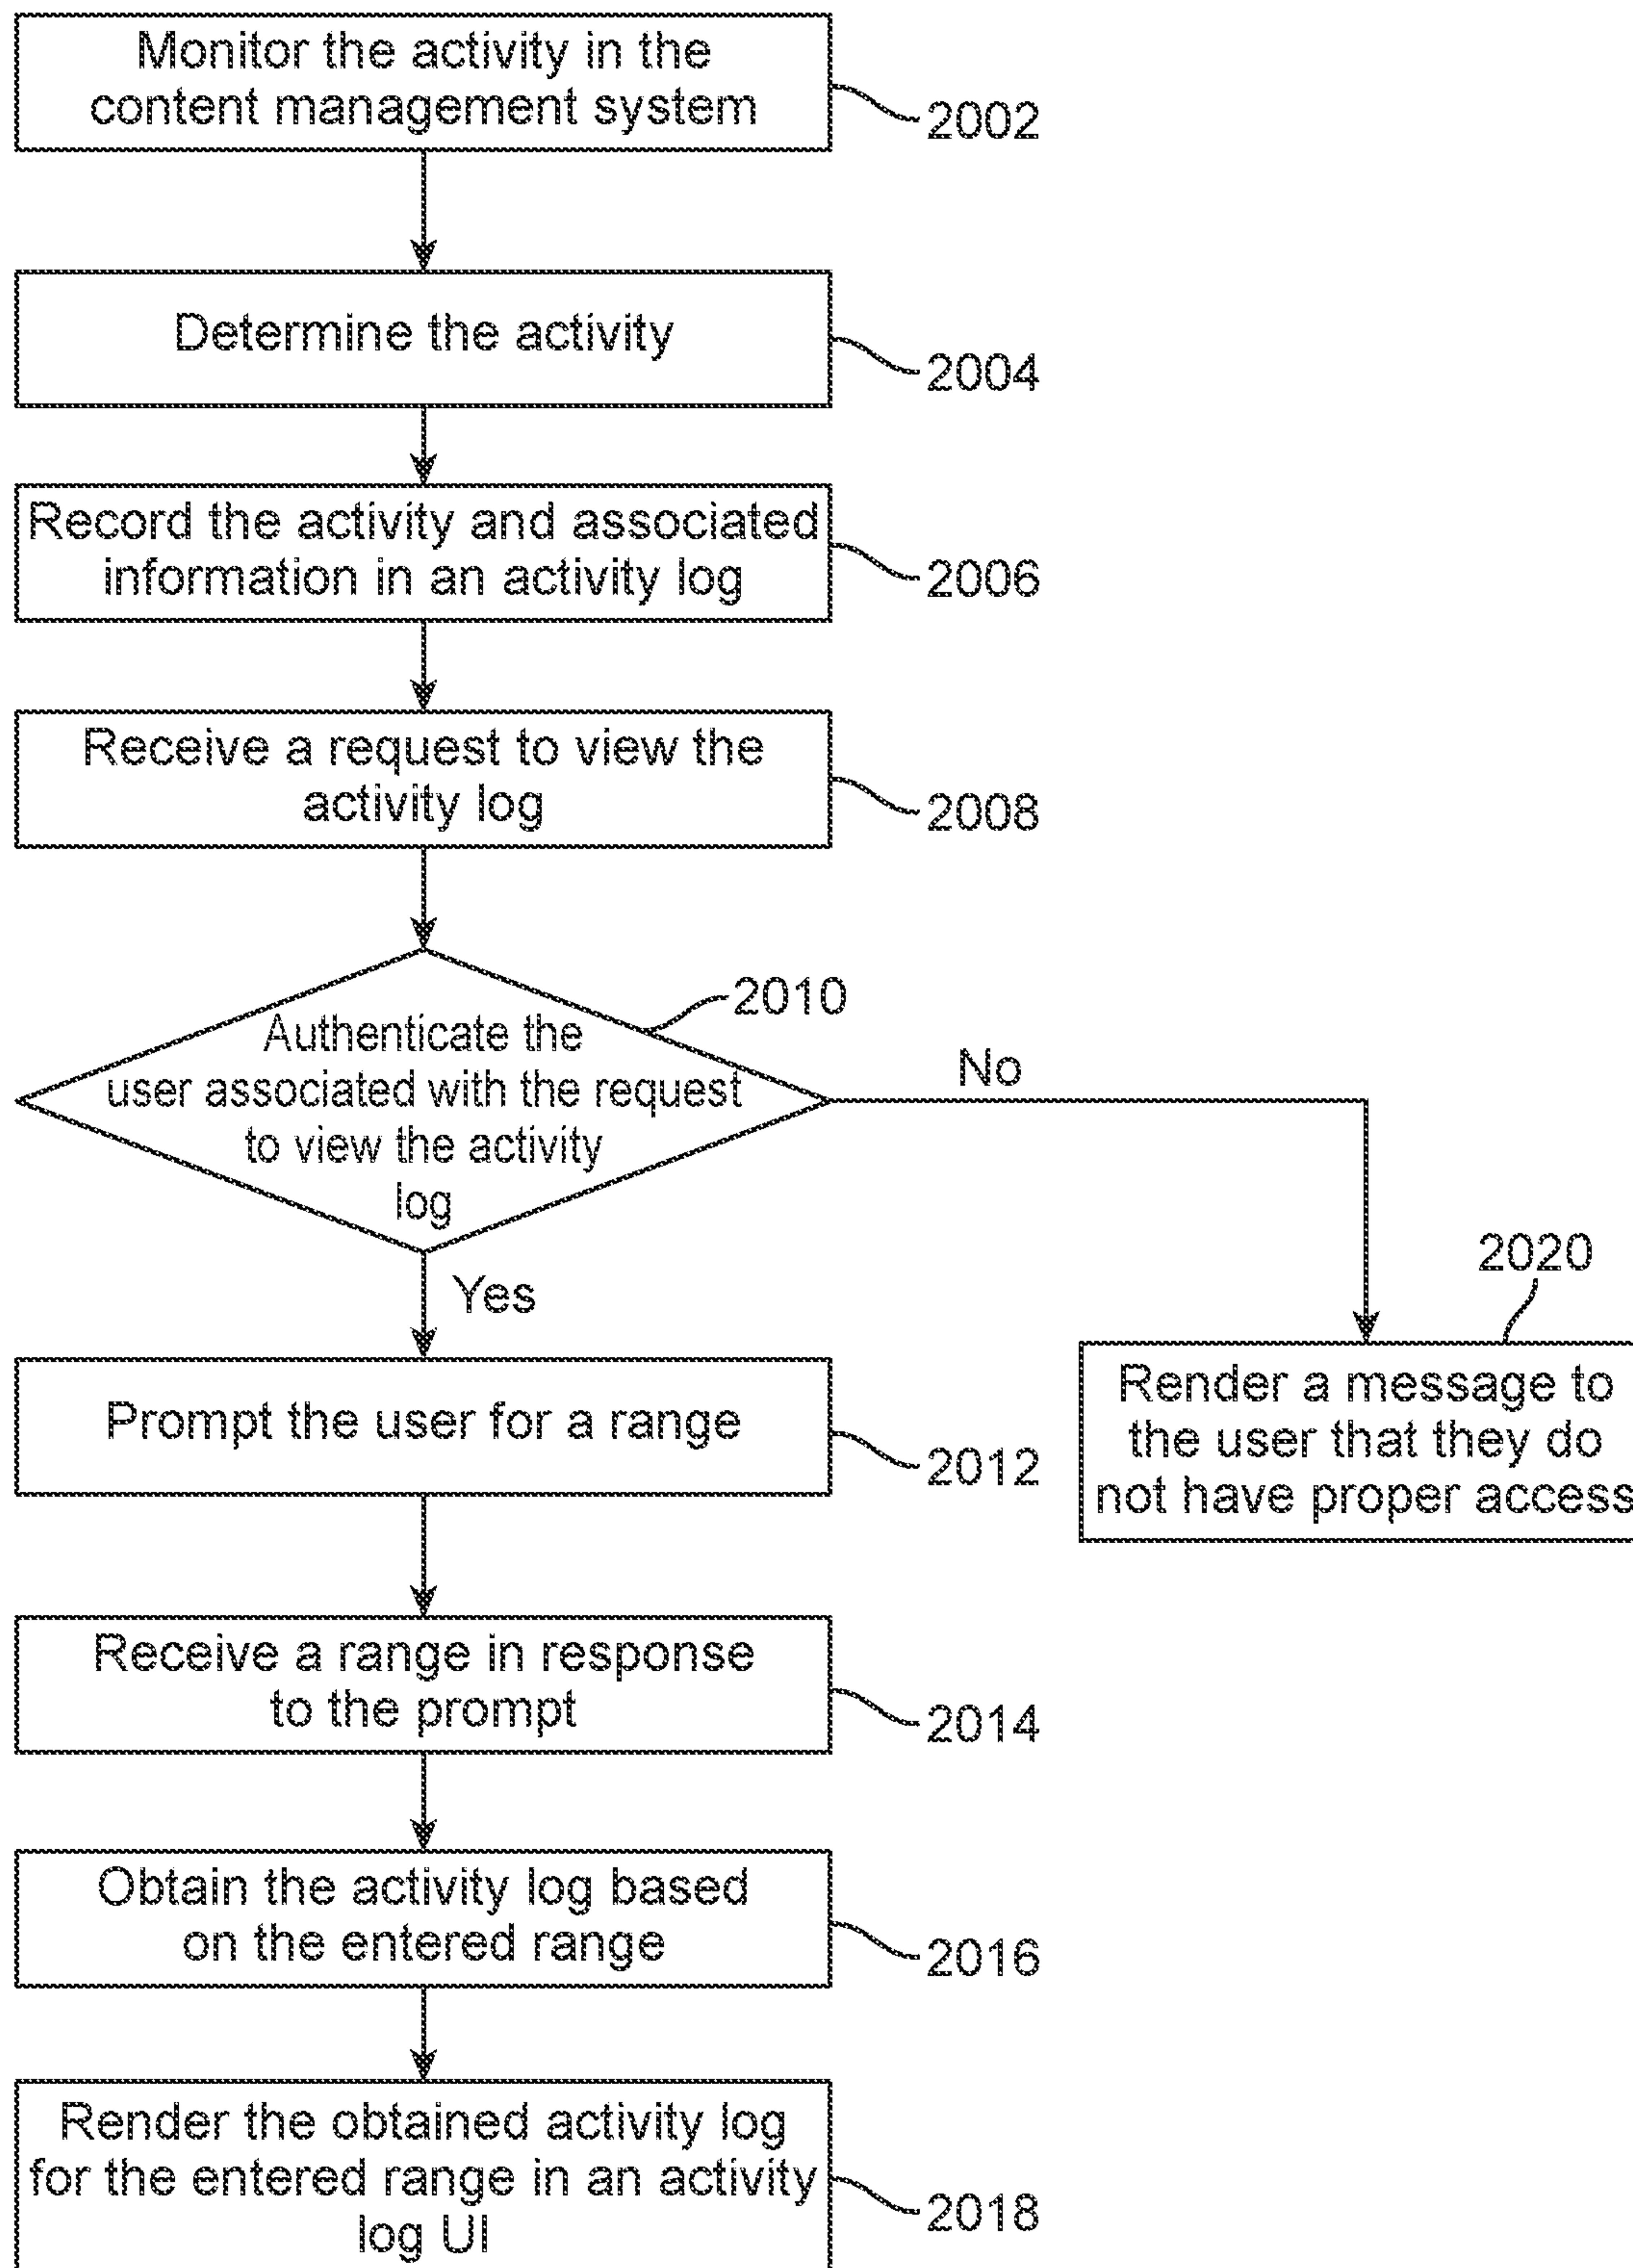 Monitor the activity in the
content management system
2002
Determine the activity
2004
Record the activity and associated
information in an activity log
2006
Receive a request to view the
activity log
2008
2010
Authenticate the
user associated with the request
to view the activity
log
No
Yes
2020
Render a message to
the user that they do
not have proper access
Prompt the user for a range
2012
Receive a range in response
to the prompt
2014
Obtain the activity log based
on the entered range
2016
Render the obtained activity log
for the entered range in an activity
log UI
2018